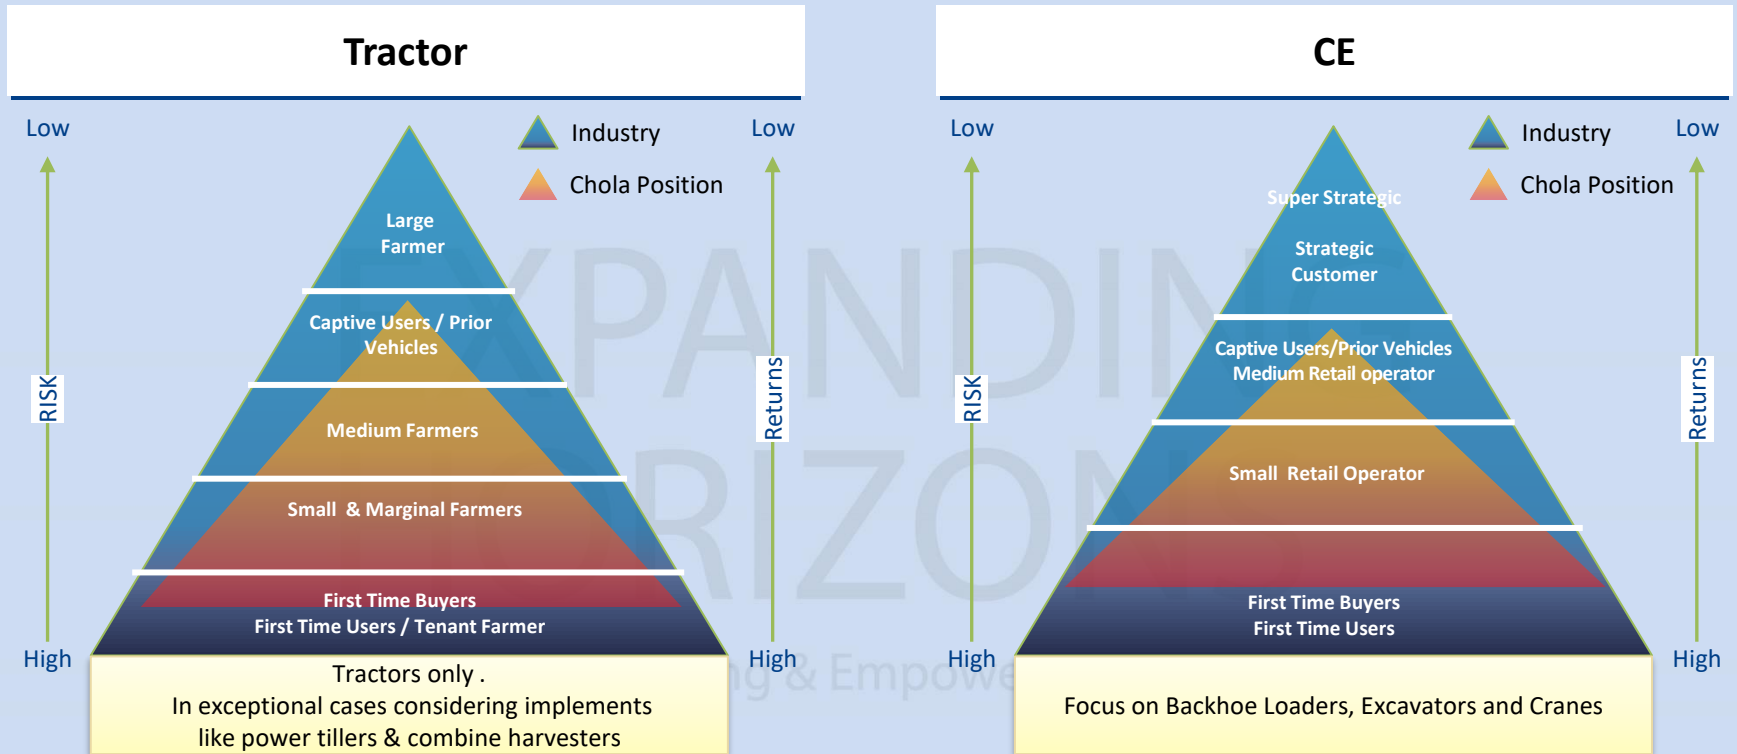 Tractor
Low
Low
Industry
Chola Position
Large
Farmer
Captive Users / Prior
Vehicles
RISK
Returns
Medium Farmers
Small & Marginal Farmers
First Time Buyers
First Time Users / Tenant Farmer
High
High
Tractors only .
In exceptional cases considering implements
like power tillers & combine harvesters
CE
Low
Low
Industry
Chola Position
Super Strategic
Strategic
Customer
Captive Users/Prior Vehicles
Medium Retail operator
RISK
Returns
Small Retail Operator
First Time Buyers
First Time Users
High
High
Focus on Backhoe Loaders, Excavators and Cranes
EXPANDING
HORIZONS
& Empowe